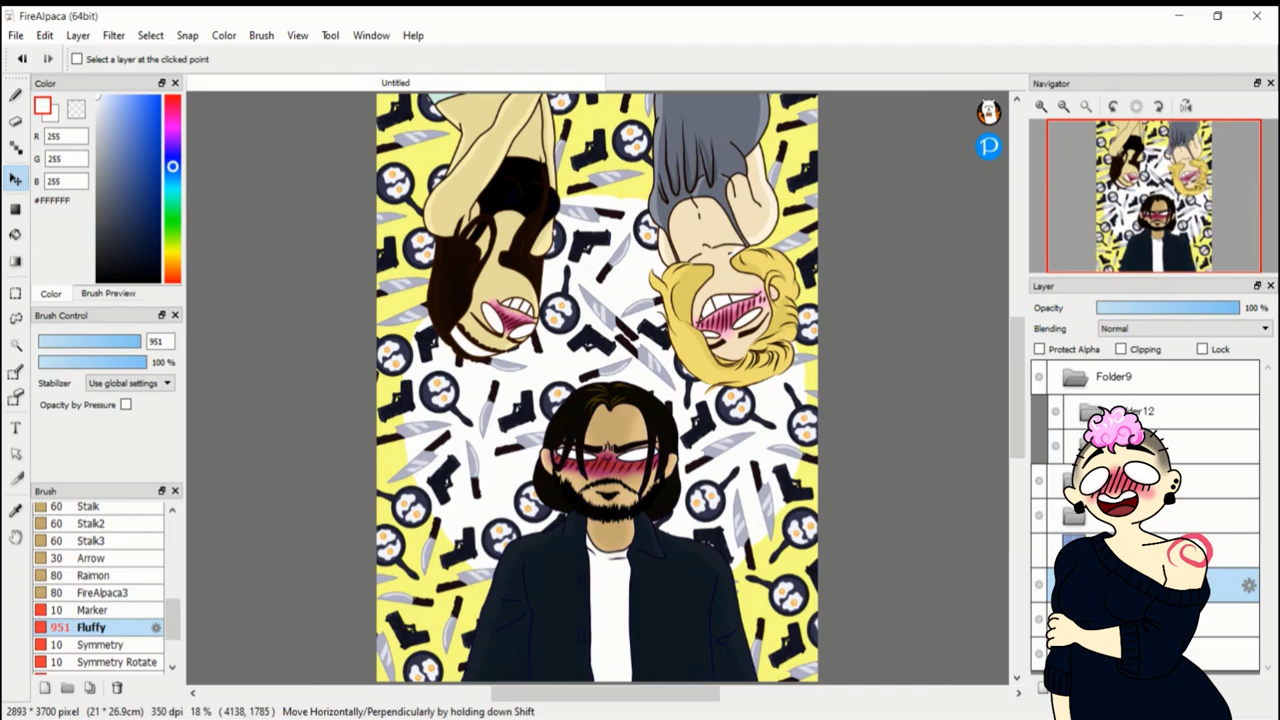 FireAlpaca (64bit)
File Edit Layer Filter Select Snap Color Brush View Tool Window Help
Select a layer at the clicked point
Color
Untitled
Navigator
R 255
G 255
B 255
#FFFFFF
Color Brush Preview
Brush Control
951
100 %
Stabilizer Use global settings
Opacity by Pressure
Brush
60 Stalk
60 Stalk2
60 Stalk3
30 Arrow
80 Raimon
80 FireAlpaca3
10 Marker
951 Fluffy
10 Symmetry
10 Symmetry Rotate
Layer
Opacity 100 %
Blending Normal
Protect Alpha Clipping Lock
Folder9
2893 * 3700 pixel (21 * 26.9cm) 350 dpi 18 % ( 4138, 1785 ) Move Horizontally/Perpendicularly by holding down Shift